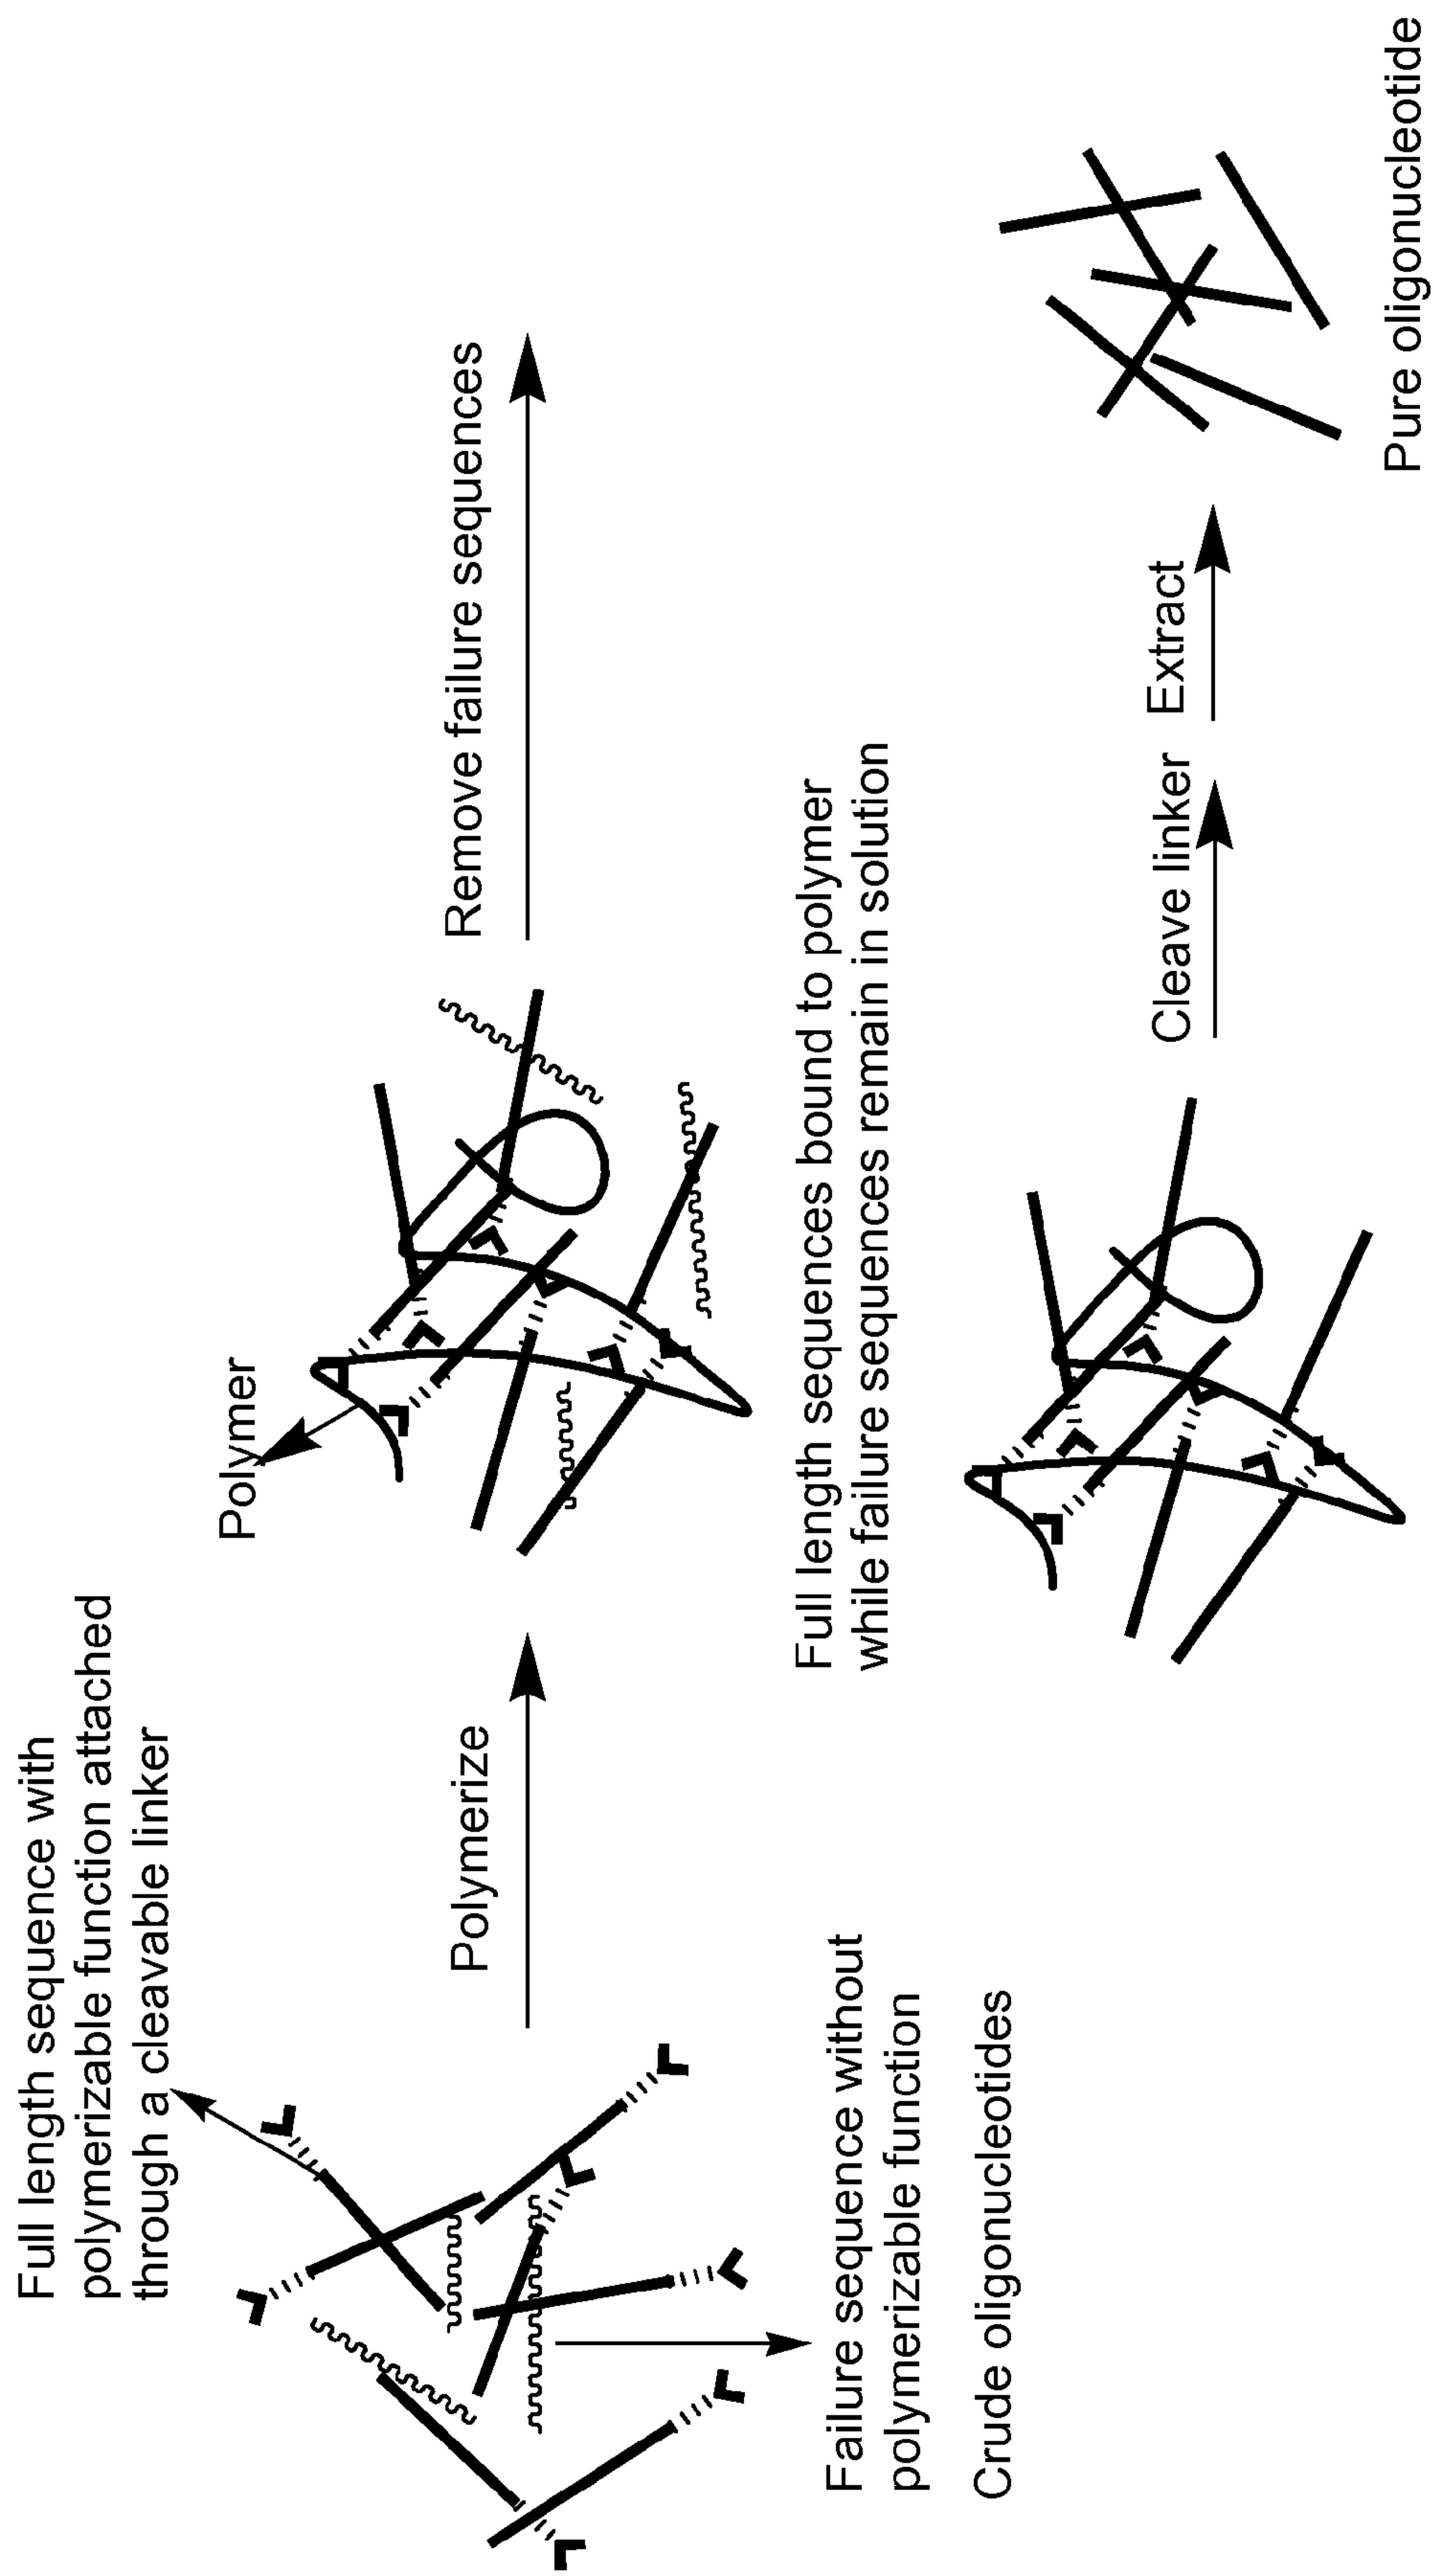 Full length sequence with
polymerizable function attached
through a cleavable linker
Polymerize
Failure sequence without
polymerizable function
Crude oligonucleotides
Polymer
Remove failure sequences
Full length sequences bound to polymer
while failure sequences remain in solution
Cleave linker
Extract
Pure oligonucleotide